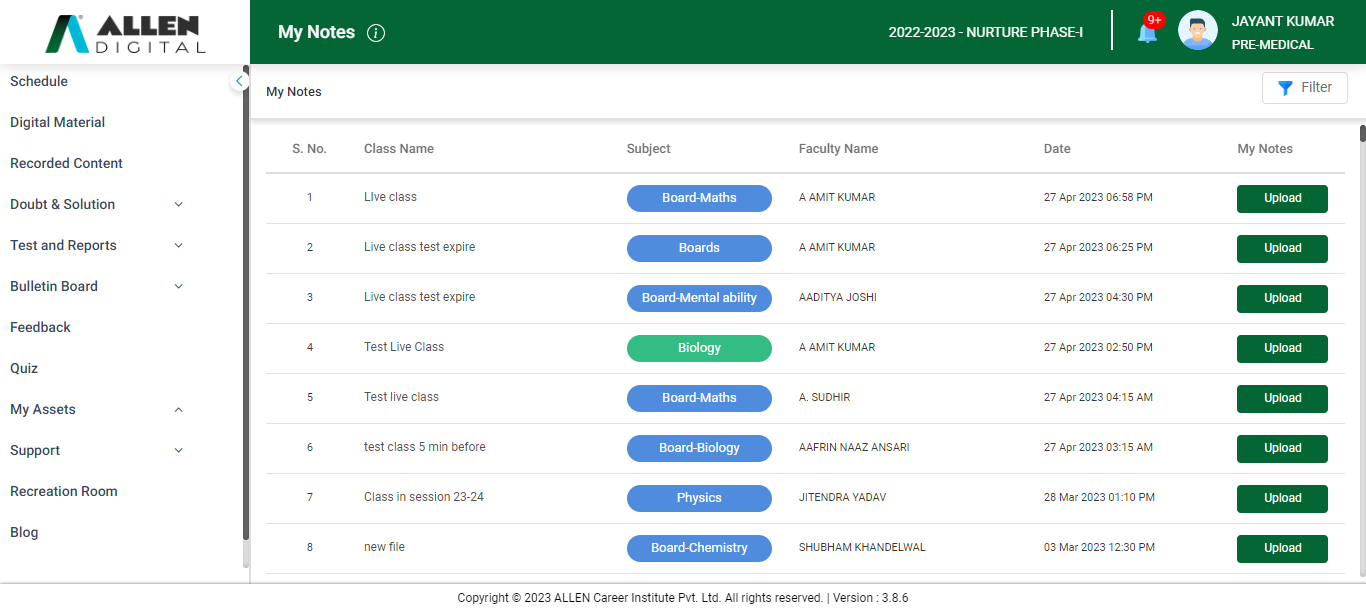 ALLEN
DIGITAL
My Notes i
2022-2023 - NURTURE PHASE-I
9+
JAYANT KUMAR
PRE-MEDICAL
Schedule
Digital Material
Recorded Content
Doubt & Solution
Test and Reports
Bulletin Board
Feedback
Quiz
My Assets
Support
Recreation Room
Blog
My Notes
Filter
S. No. Class Name Subject Faculty Name Date My Notes
1 LIve class Board-Maths A AMIT KUMAR 27 Apr 2023 06:58 PM Upload
2 Live class test expire Boards A AMIT KUMAR 27 Apr 2023 06:25 PM Upload
3 Live class test expire Board-Mental ability AADITYA JOSHI 27 Apr 2023 04:30 PM Upload
4 Test Live Class Biology A AMIT KUMAR 27 Apr 2023 02:50 PM Upload
5 Test live class Board-Maths A. SUDHIR 27 Apr 2023 04:15 AM Upload
6 test class 5 min before Board-Biology AAFRIN NAAZ ANSARI 27 Apr 2023 03:15 AM Upload
7 Class in session 23-24 Physics JITENDRA YADAV 28 Mar 2023 01:10 PM Upload
8 new file Board-Chemistry SHUBHAM KHANDELWAL 03 Mar 2023 12:30 PM Upload
Copyright © 2023 ALLEN Career Institute Pvt. Ltd. All rights reserved. | Version : 3.8.6